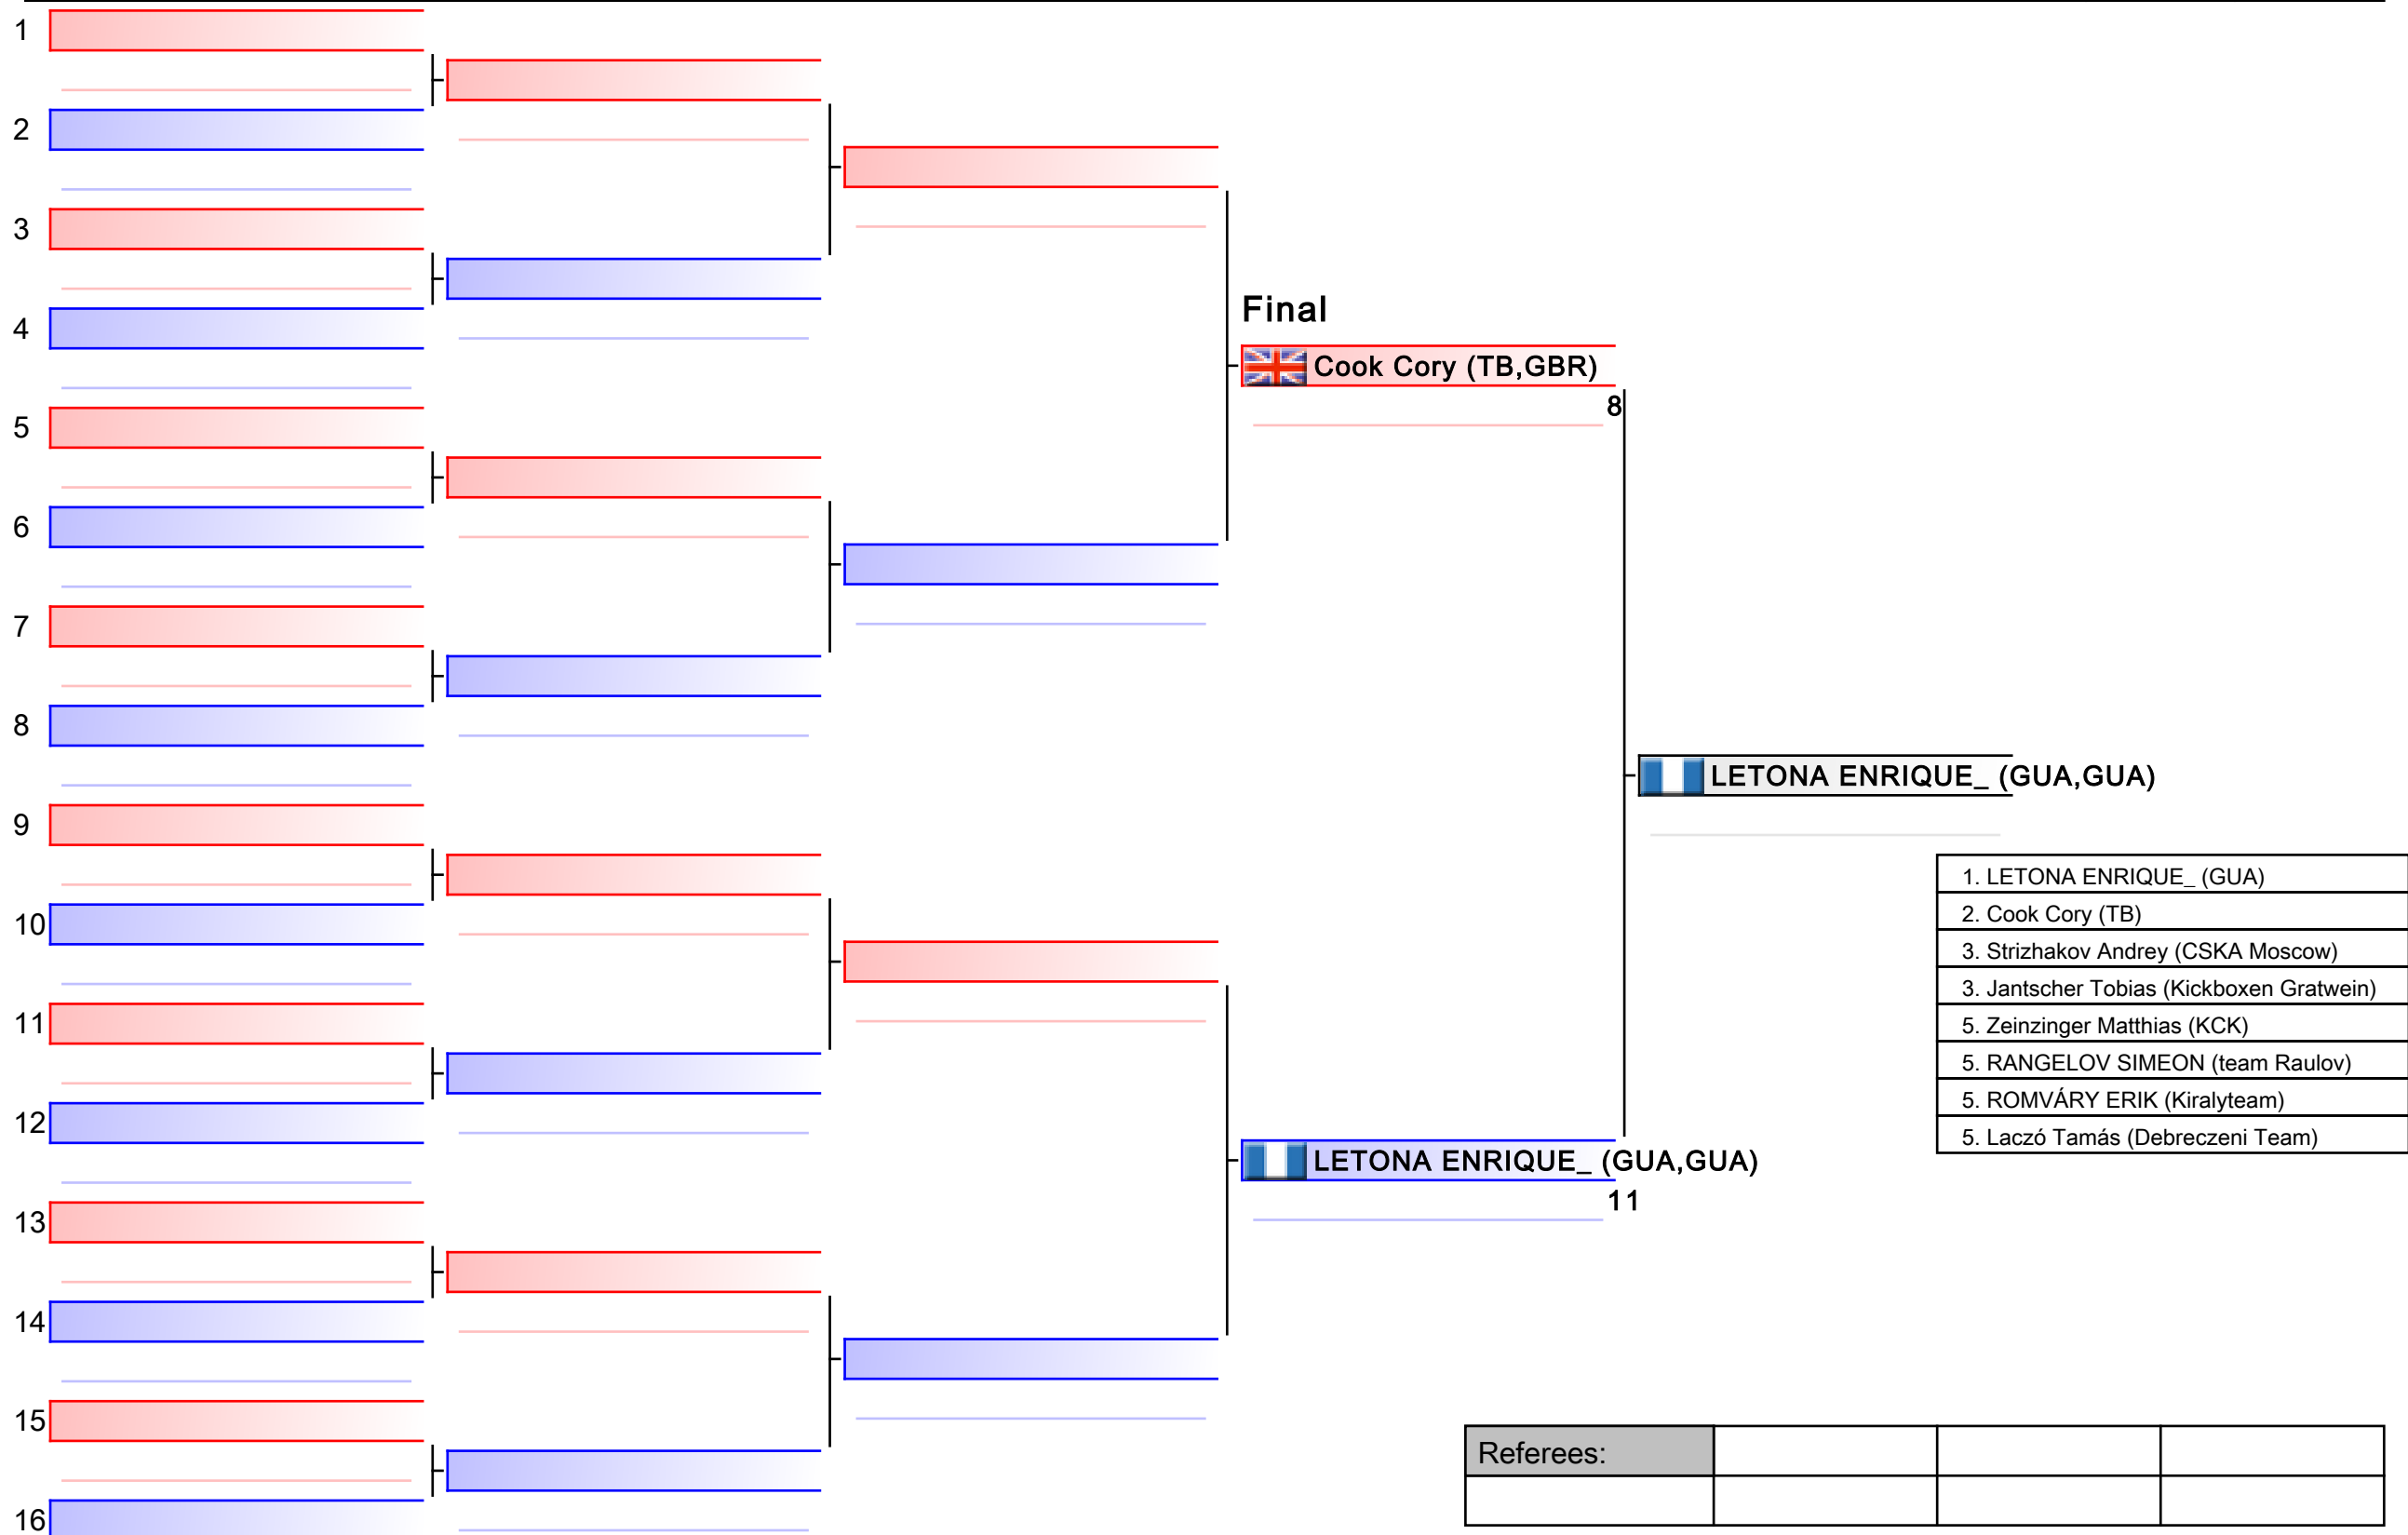 1
2
3
4
Final
Cook Cory (TB,GBR)
8
5
6
7
8
LETONA ENRIQUE_ (GUA,GUA)
9
1. LETONA ENRIQUE_ (GUA)
2. Cook Cory (TB)
3. Strizhakov Andrey (CSKA Moscow)
3. Jantscher Tobias (Kickboxen Gratwein)
5. Zeinzinger Matthias (KCK)
5. RANGELOV SIMEON (team Raulov)
5. ROMVÁRY ERIK (Kiralyteam)
5. Laczó Tamás (Debreczeni Team)
10
11
12
LETONA ENRIQUE_ (GUA,GUA)
11
13
14
15
Referees:
16